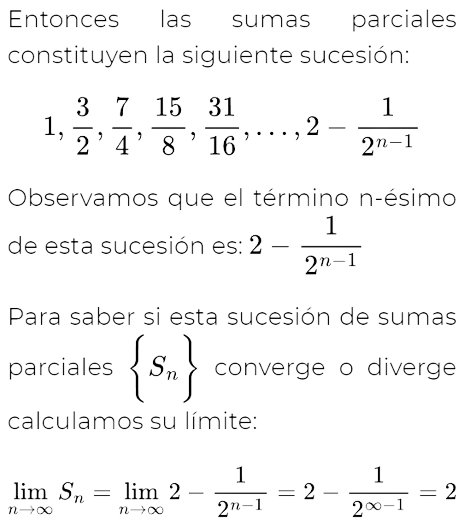 Entonces las sumas parciales
constituyen la siguiente sucesión:
1, 3/2, 7/4, 15/8, 31/16, ..., 2 − 1/2^{n−1}
Observamos que el término n-ésimo
de esta sucesión es: 2 − 1/2^{n−1}
Para saber si esta sucesión de sumas
parciales {S_n} converge o diverge
calculamos su límite:
lim_{n→∞} S_n = lim_{n→∞} 2 − 1/2^{n−1} = 2 − 1/2^{∞−1} = 2